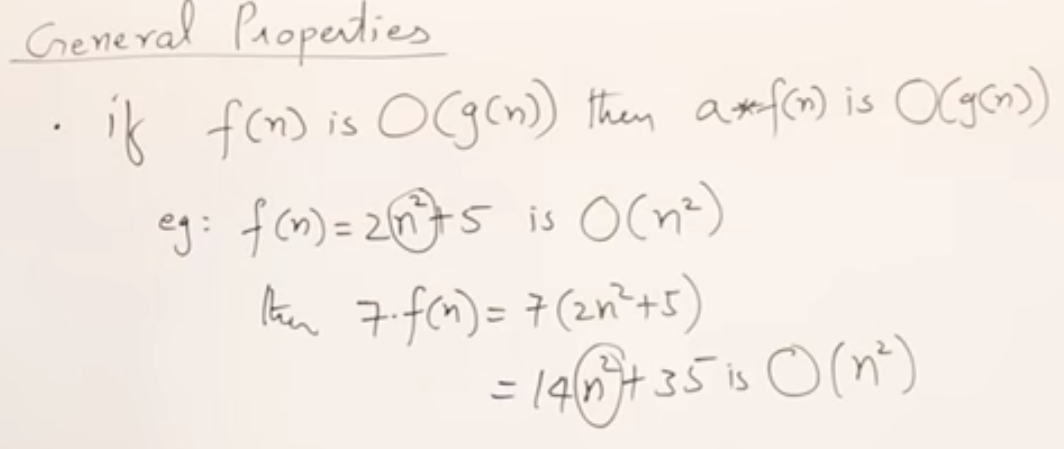 General Properties
· if f(n) is O(g(n)) then a*f(n) is O(g(n))
eg: f(n) = 2n²+5 is O(n²)
then 7·f(n) = 7(2n²+5)
= 14n²+35 is O(n²)